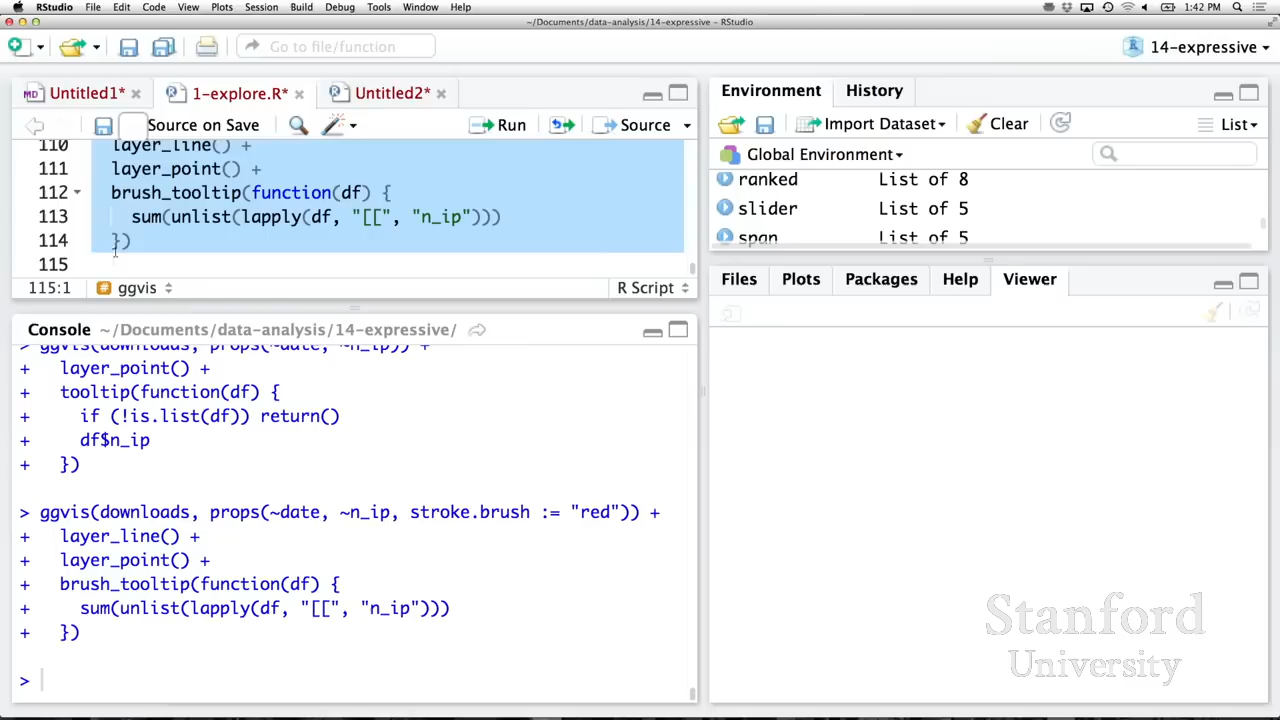 RStudio File Edit Code View Plots Session Build Debug Tools Window Help 1:42 PM
~/Documents/data-analysis/14-expressive - RStudio
Go to file/function
14-expressive
Untitled1* 1-explore.R* Untitled2*
Source on Save Run Source
110 layer_line() +
111 layer_point() +
112 brush_tooltip(function(df) {
113 sum(unlist(lapply(df, "[[", "n_ip")))
114 })
115
115:1 ggvis R Script
Console ~/Documents/data-analysis/14-expressive/
> ggvis(downloads, props(~date, ~n_ip)) +
+ layer_point() +
+ tooltip(function(df) {
+ if (!is.list(df)) return()
+ df$n_ip
+ })
> ggvis(downloads, props(~date, ~n_ip, stroke.brush := "red")) +
+ layer_line() +
+ layer_point() +
+ brush_tooltip(function(df) {
+ sum(unlist(lapply(df, "[[", "n_ip")))
+ })
>
Environment History
Import Dataset Clear List
Global Environment
ranked List of 8
slider List of 5
span List of 5
Files Plots Packages Help Viewer
Stanford
University